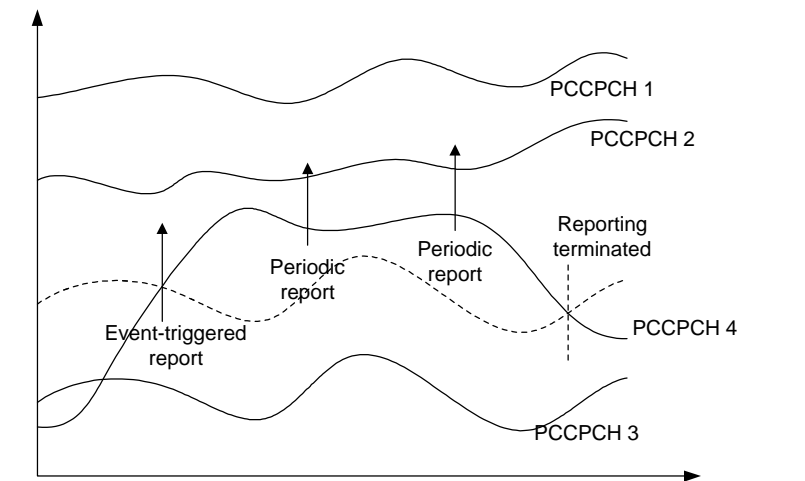 PCCPCH 1
PCCPCH 2
Reporting
terminated
Periodic
report
Periodic
report
Event-triggered
report
PCCPCH 4
PCCPCH 3